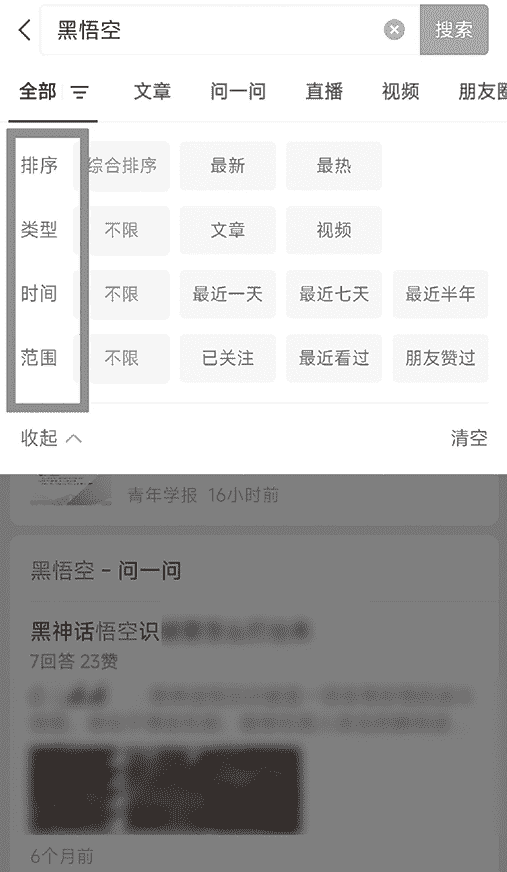 黑悟空 搜索
全部 文章 问一问 直播 视频 朋友圈
排序 综合排序 最新 最热
类型 不限 文章 视频
时间 不限 最近一天 最近七天 最近半年
范围 不限 已关注 最近看过 朋友赞过
收起 清空
青年学报 16小时前
黑悟空 - 问一问
黑神话悟空识
7回答 23赞
6个月前